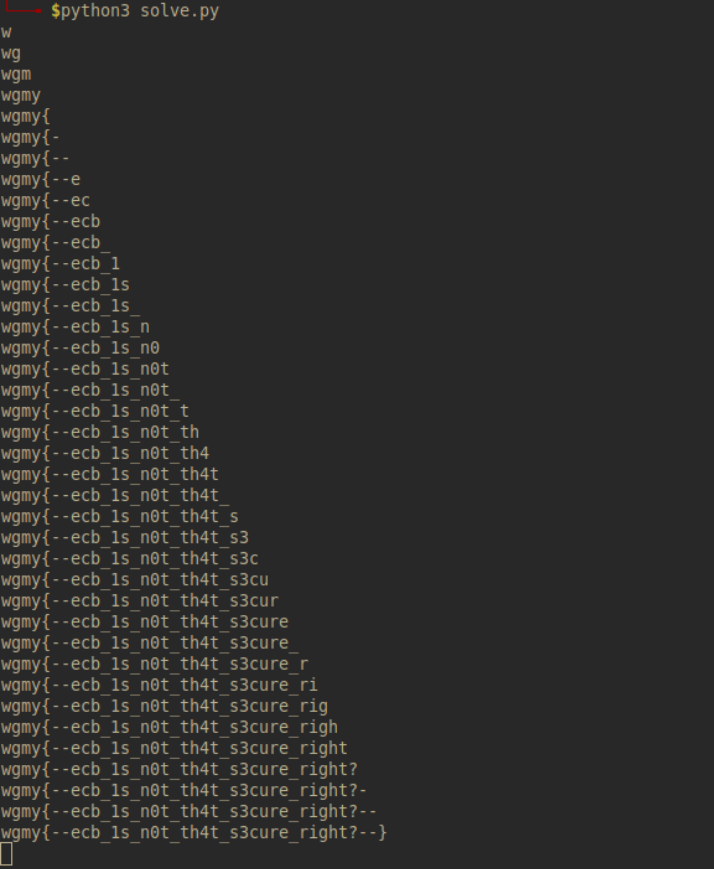 $python3 solve.py
w
wg
wgm
wgmy
wgmy{
wgmy{-
wgmy{--
wgmy{--e
wgmy{--ec
wgmy{--ecb
wgmy{--ecb_
wgmy{--ecb_1
wgmy{--ecb_1s
wgmy{--ecb_1s_
wgmy{--ecb_1s_n
wgmy{--ecb_1s_n0
wgmy{--ecb_1s_n0t
wgmy{--ecb_1s_n0t_
wgmy{--ecb_1s_n0t_t
wgmy{--ecb_1s_n0t_th
wgmy{--ecb_1s_n0t_th4
wgmy{--ecb_1s_n0t_th4t
wgmy{--ecb_1s_n0t_th4t_
wgmy{--ecb_1s_n0t_th4t_s
wgmy{--ecb_1s_n0t_th4t_s3
wgmy{--ecb_1s_n0t_th4t_s3c
wgmy{--ecb_1s_n0t_th4t_s3cu
wgmy{--ecb_1s_n0t_th4t_s3cur
wgmy{--ecb_1s_n0t_th4t_s3cure
wgmy{--ecb_1s_n0t_th4t_s3cure_
wgmy{--ecb_1s_n0t_th4t_s3cure_r
wgmy{--ecb_1s_n0t_th4t_s3cure_ri
wgmy{--ecb_1s_n0t_th4t_s3cure_rig
wgmy{--ecb_1s_n0t_th4t_s3cure_righ
wgmy{--ecb_1s_n0t_th4t_s3cure_right
wgmy{--ecb_1s_n0t_th4t_s3cure_right?
wgmy{--ecb_1s_n0t_th4t_s3cure_right?-
wgmy{--ecb_1s_n0t_th4t_s3cure_right?--
wgmy{--ecb_1s_n0t_th4t_s3cure_right?--}